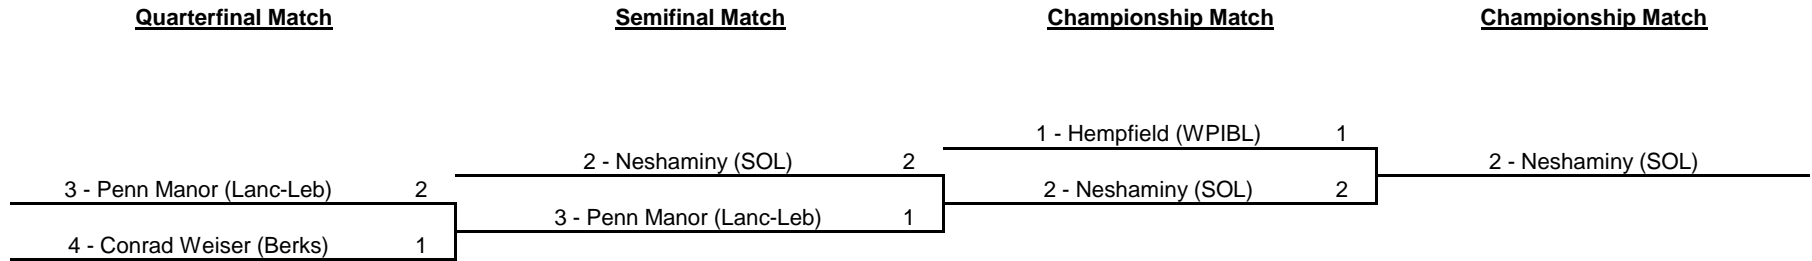 Quarterfinal Match Semifinal Match Championship Match Championship Match
1 - Hempfield (WPIBL) 1
2 - Neshaminy (SOL) 2 2 - Neshaminy (SOL)
3 - Penn Manor (Lanc-Leb) 2 2 - Neshaminy (SOL) 2
3 - Penn Manor (Lanc-Leb) 1
4 - Conrad Weiser (Berks) 1